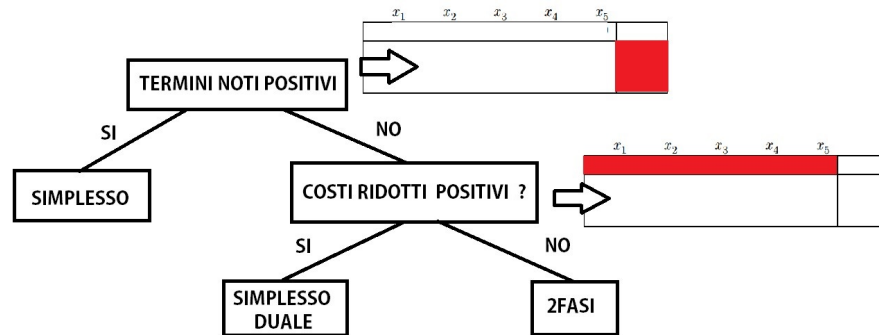 x₁ x₂ x₃ x₄ x₅
TERMINI NOTI POSITIVI
SI
NO
x₁ x₂ x₃ x₄ x₅
SIMPLESSO
COSTI RIDOTTI POSITIVI ?
SI
NO
SIMPLESSO
DUALE
2FASI